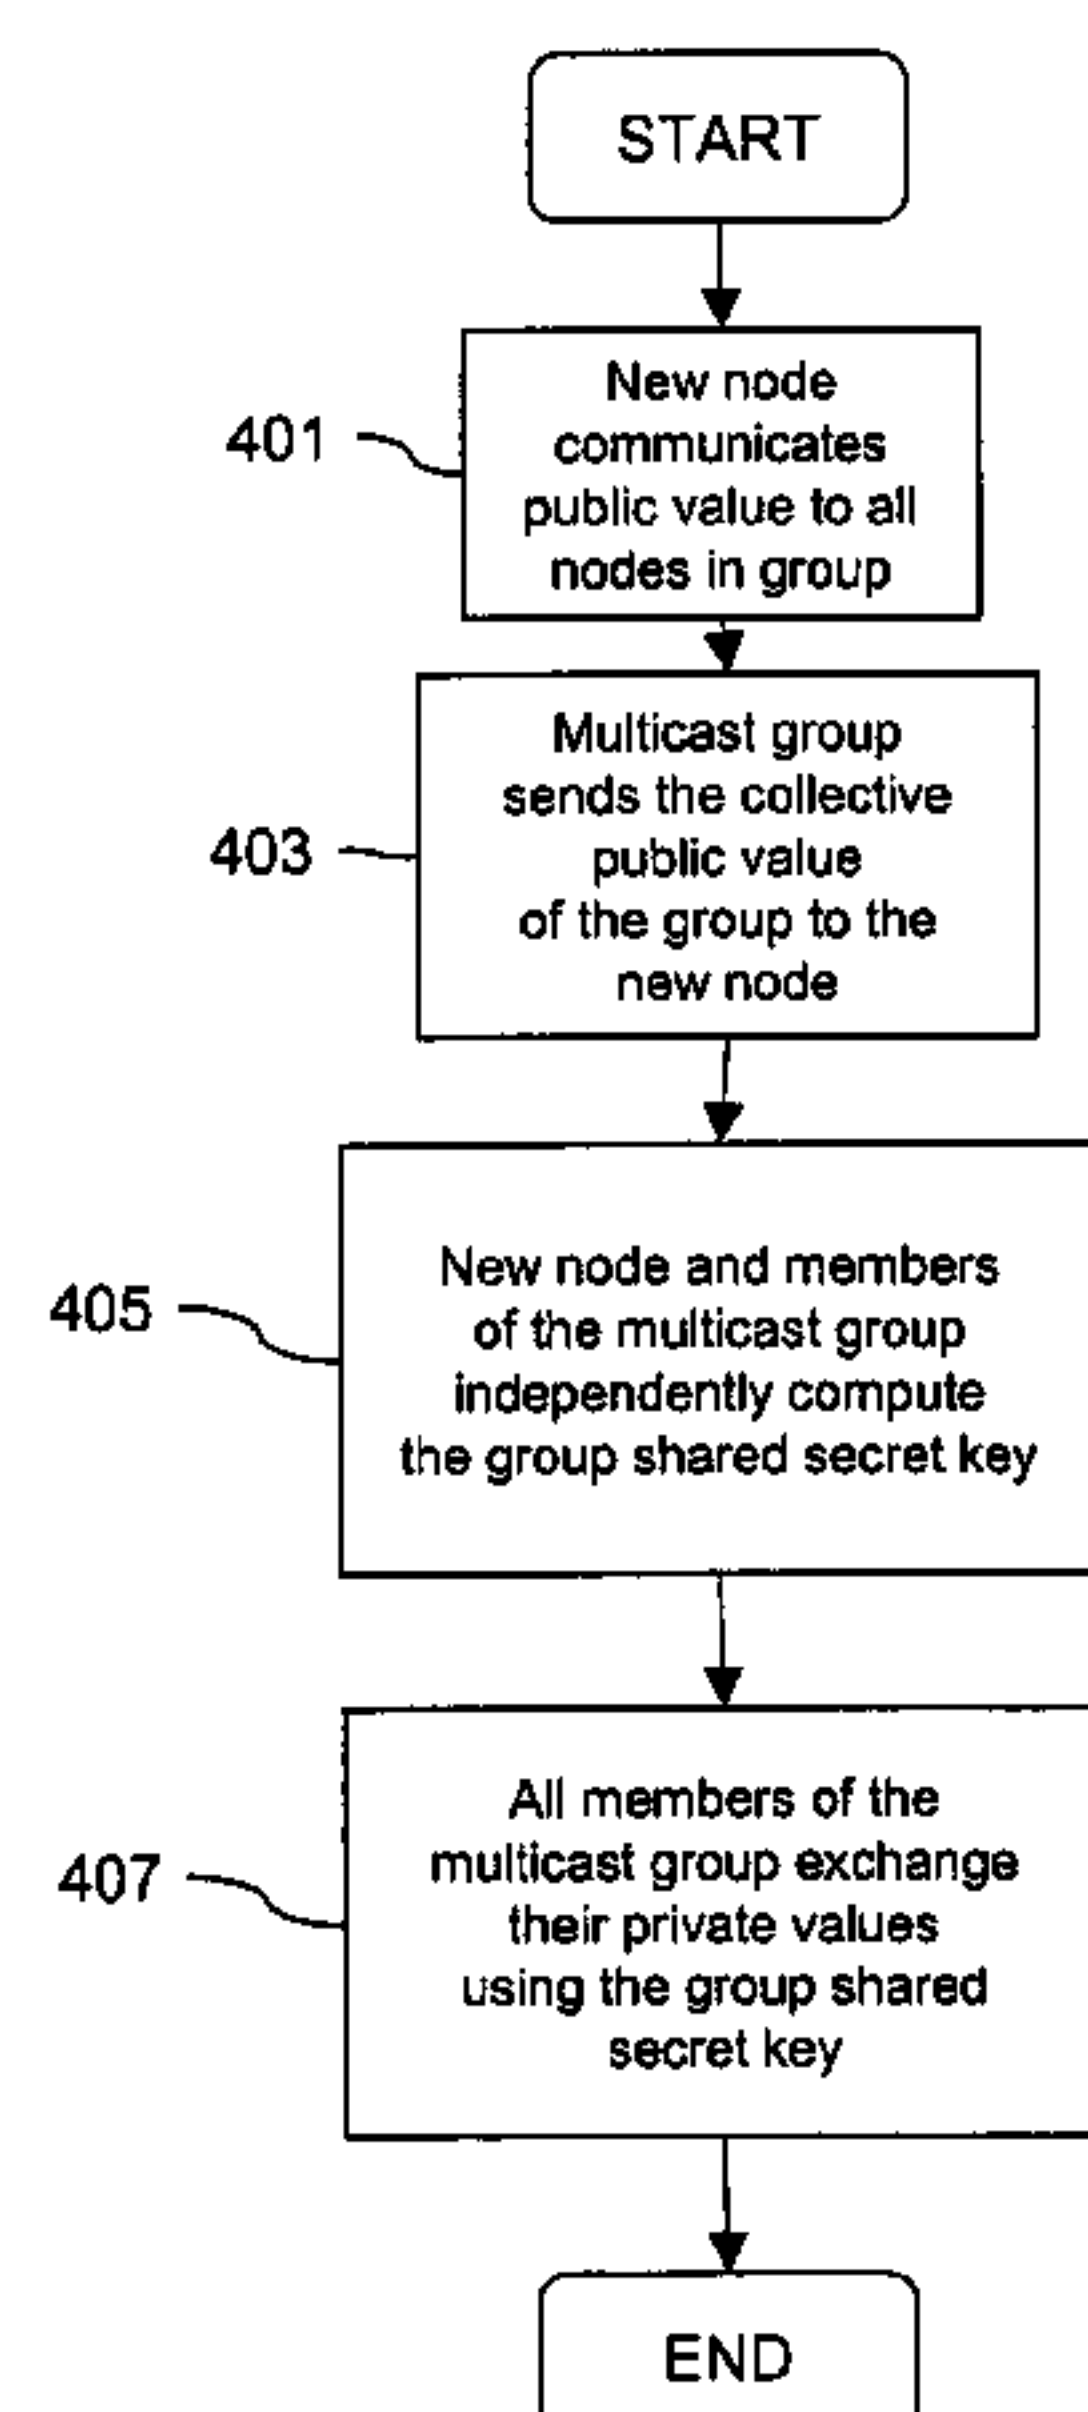 START
401
New node
communicates
public value to all
nodes in group
403
Multicast group
sends the collective
public value
of the group to the
new node
405
New node and members
of the multicast group
independently compute
the group shared secret key
407
All members of the
multicast group exchange
their private values
using the group shared
secret key
END